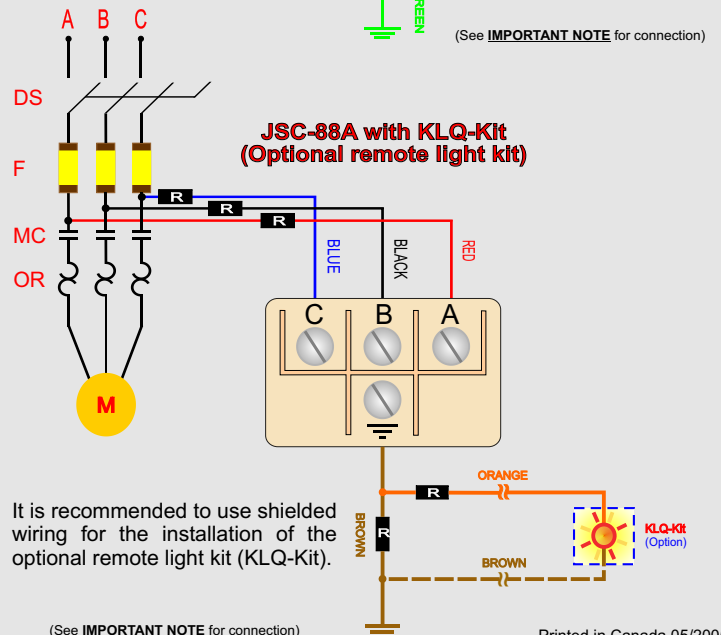 A B C
GREEN
(See IMPORTANT NOTE for connection)
DS
JSC-88A with KLQ-Kit
(Optional remote light kit)
F
R
R
R
MC
BLUE
BLACK
RED
OR
C B A
M
ORANGE
R
It is recommended to use shielded
wiring for the installation of the
optional remote light kit (KLQ-Kit).
BROWN
R
KLQ-Kit
(Option)
BROWN
(See IMPORTANT NOTE for connection)
Printed in Canada 05/200